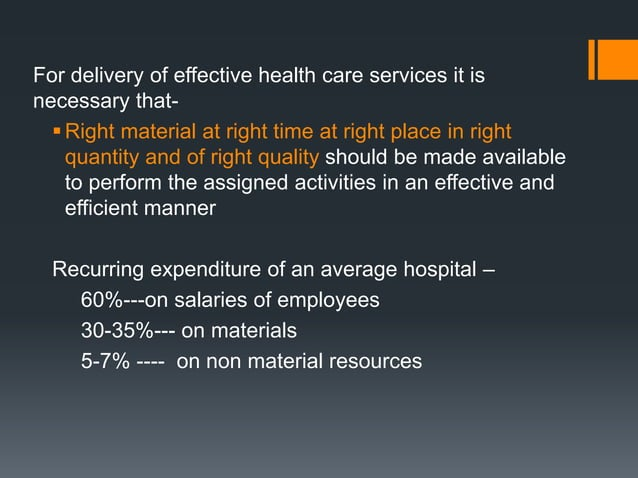 For delivery of effective health care services it is
necessary that-
▪Right material at right time at right place in right
quantity and of right quality should be made available
to perform the assigned activities in an effective and
efficient manner
Recurring expenditure of an average hospital –
60%---on salaries of employees
30-35%--- on materials
5-7% ---- on non material resources